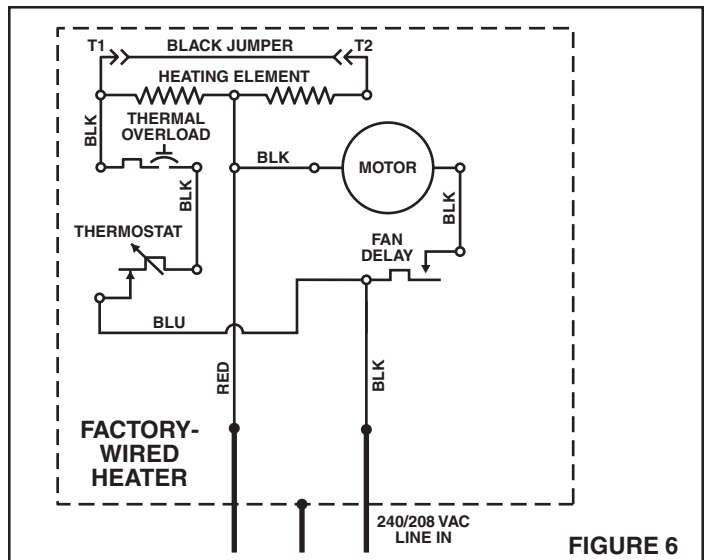 T1 BLACK JUMPER T2
HEATING ELEMENT
THERMAL
OVERLOAD
BLK
BLK
MOTOR
BLK
BLK
THERMOSTAT
FAN
DELAY
BLU
RED
BLK
FACTORY-
WIRED
HEATER
240/208 VAC
LINE IN
FIGURE 6